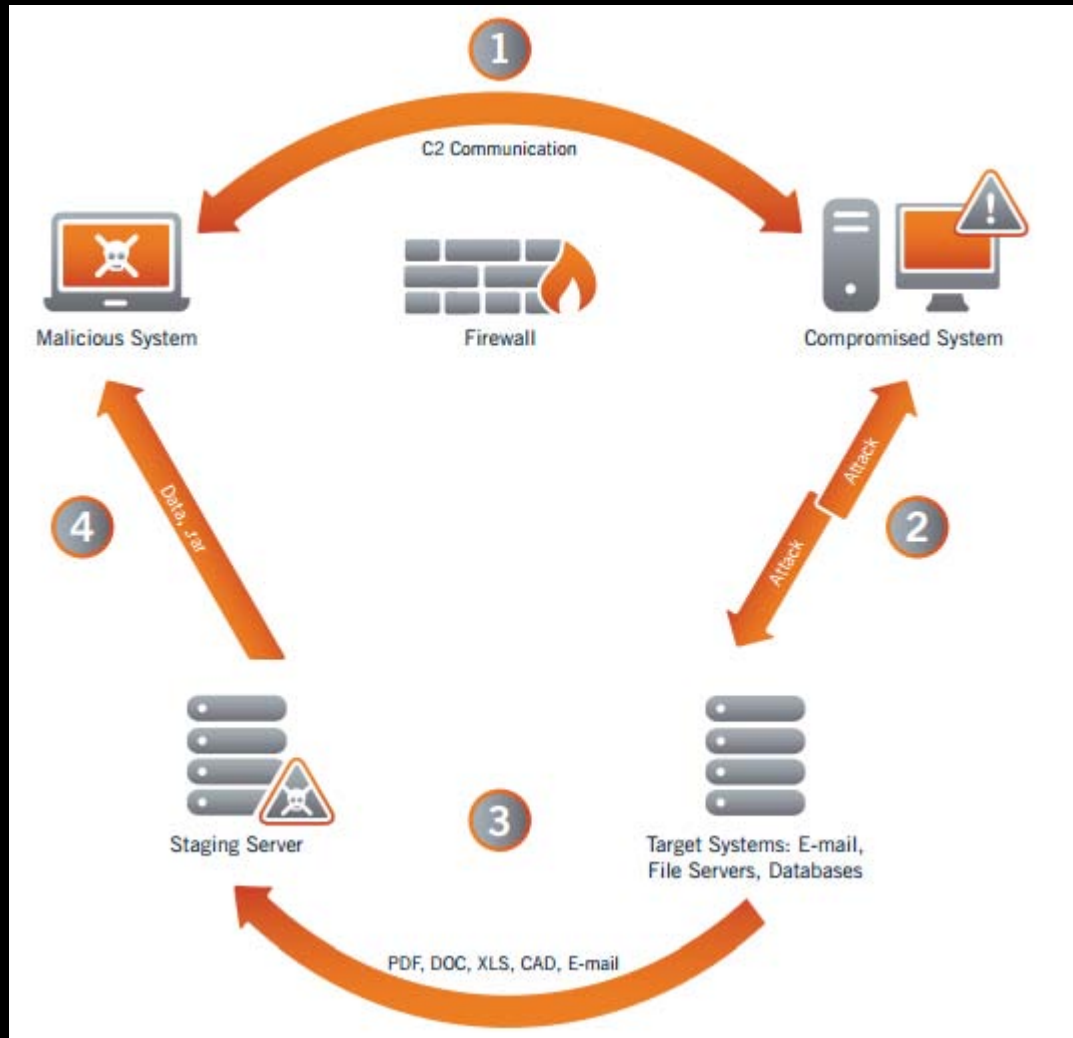 1
C2 Communication
Malicious System
Firewall
Compromised System
4
Data, .rar
Attack
Attack
2
Staging Server
3
Target Systems: E-mail,
File Servers, Databases
PDF, DOC, XLS, CAD, E-mail